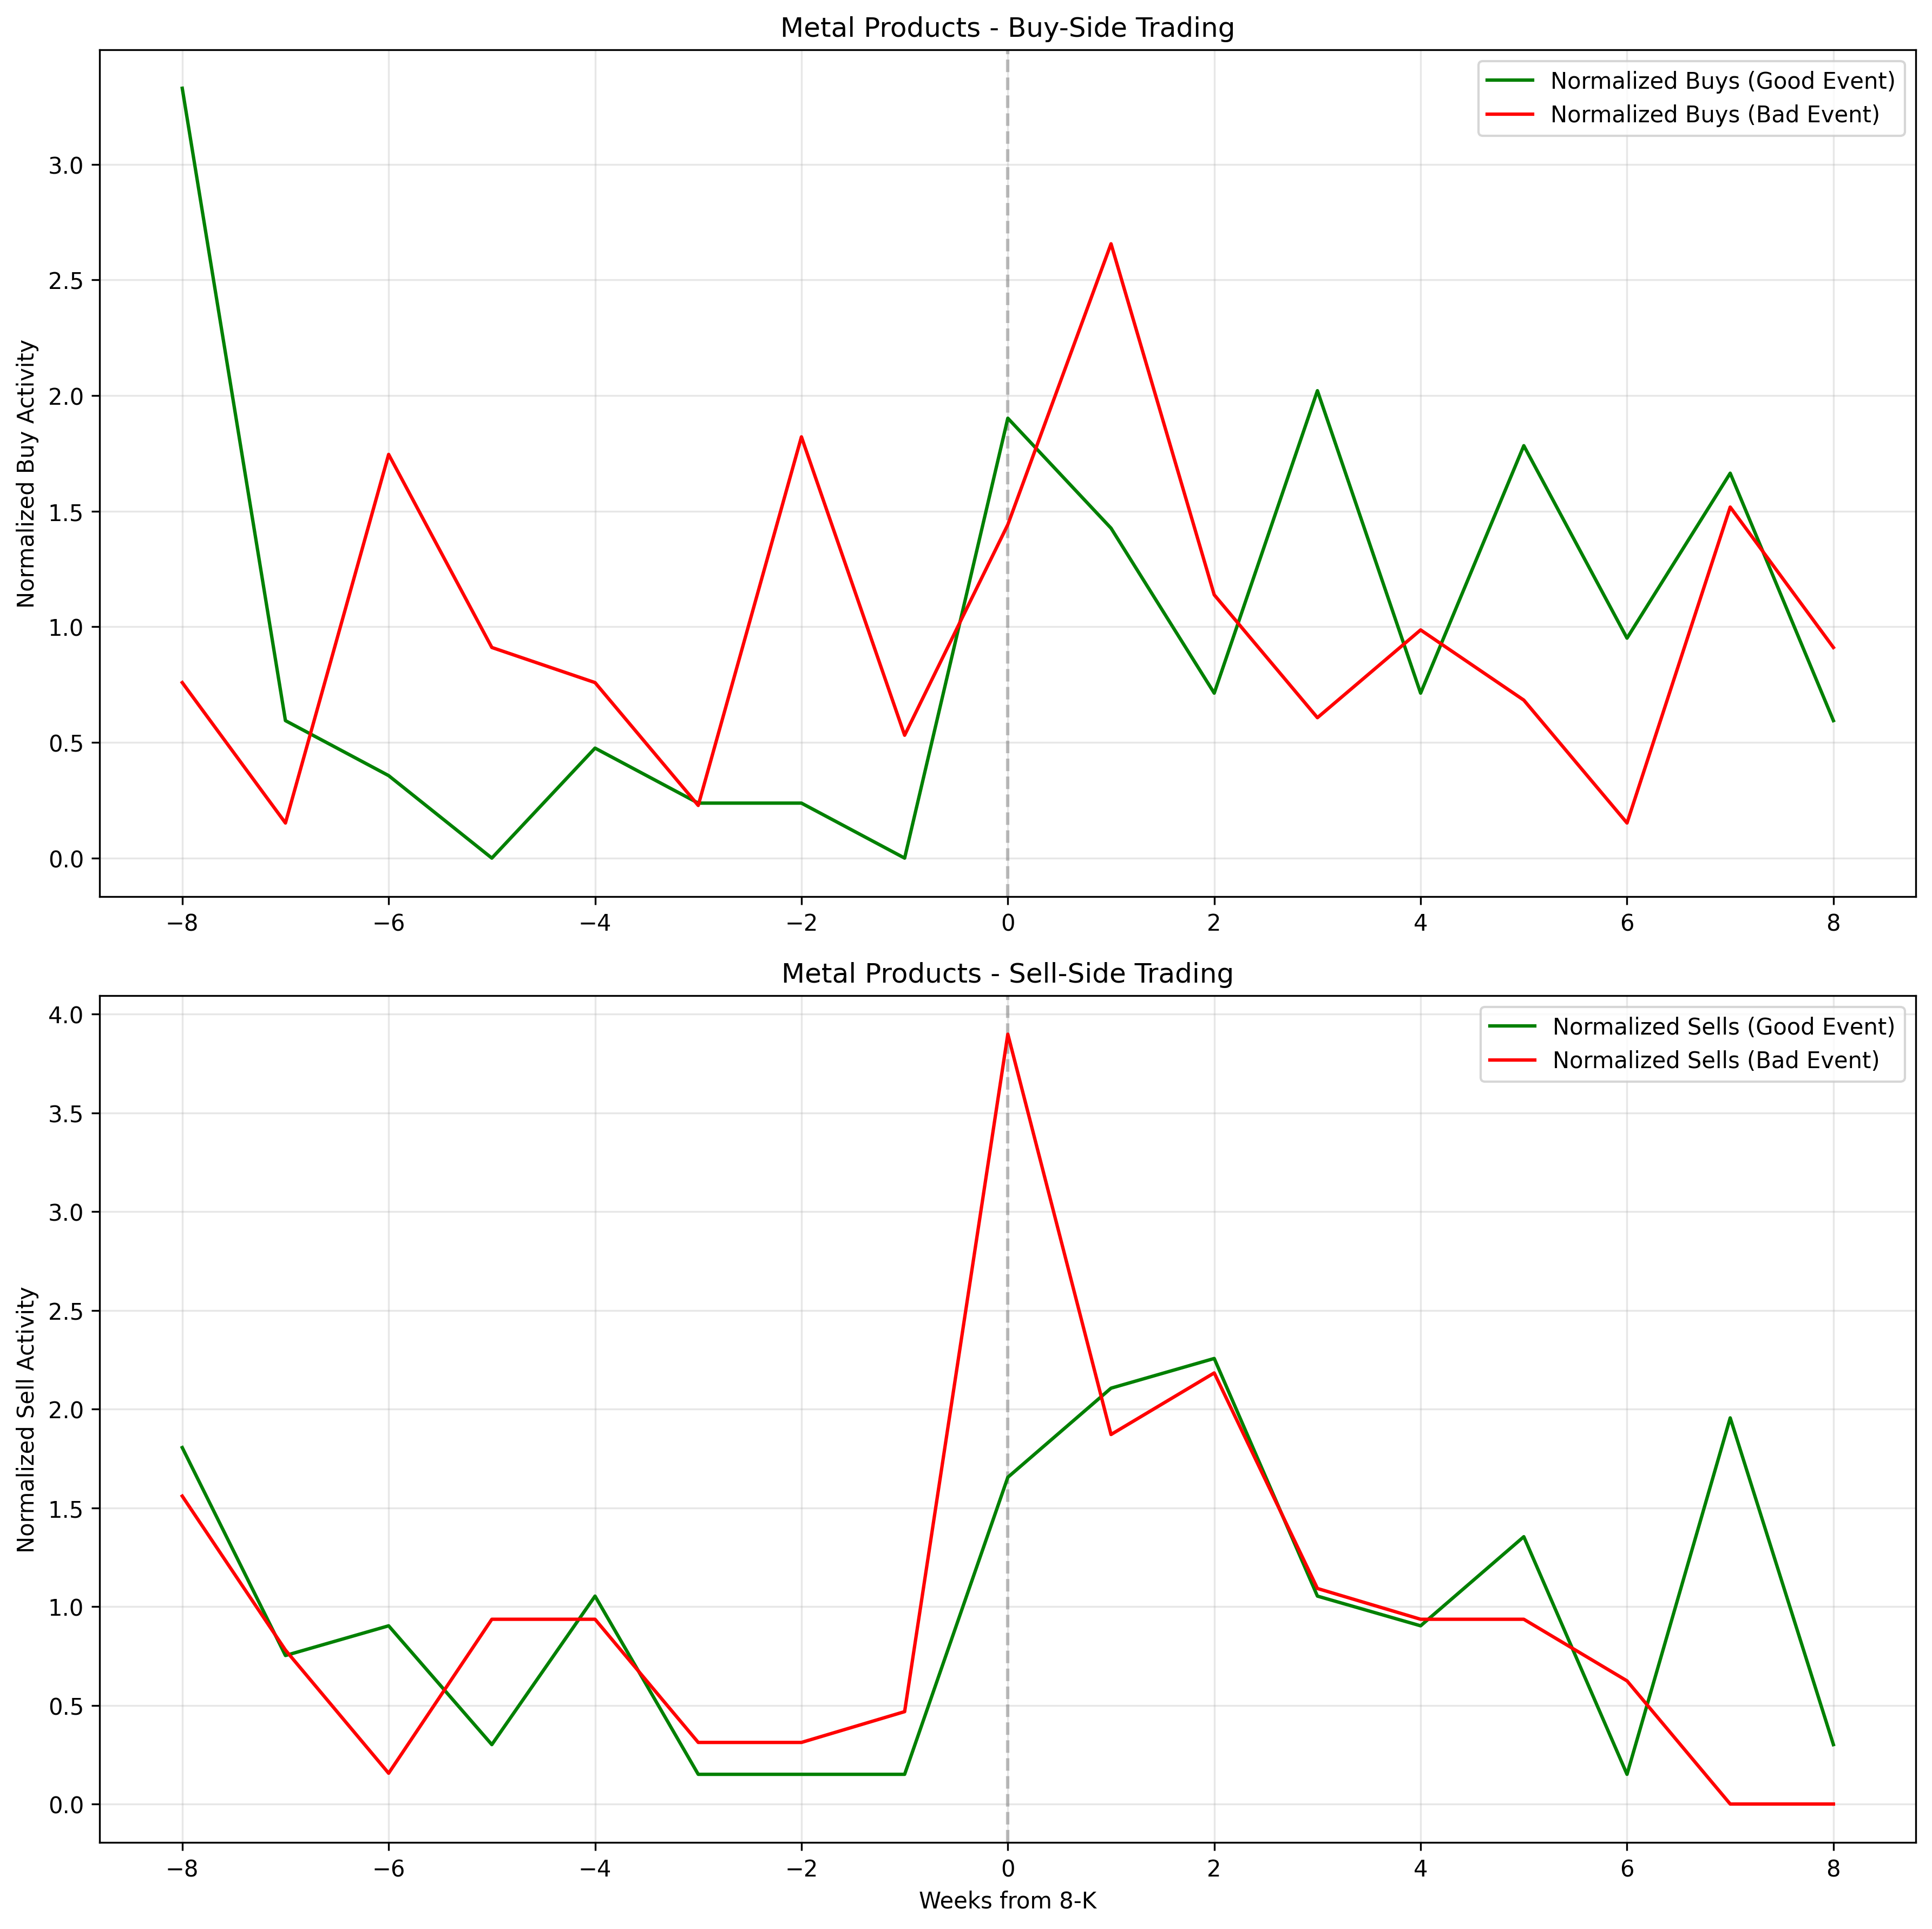 Metal Products - Buy-Side Trading
Normalized Buys (Good Event)
Normalized Buys (Bad Event)
Normalized Buy Activity
3.0
2.5
2.0
1.5
1.0
0.5
0.0
−8 −6 −4 −2 0 2 4 6 8
Metal Products - Sell-Side Trading
Normalized Sells (Good Event)
Normalized Sells (Bad Event)
Normalized Sell Activity
4.0
3.5
3.0
2.5
2.0
1.5
1.0
0.5
0.0
−8 −6 −4 −2 0 2 4 6 8
Weeks from 8-K